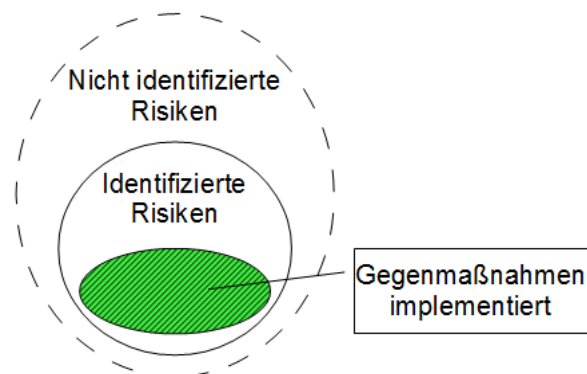 Nicht identifizierte
Risiken
Identifizierte
Risiken
Gegenmaßnahmen
implementiert